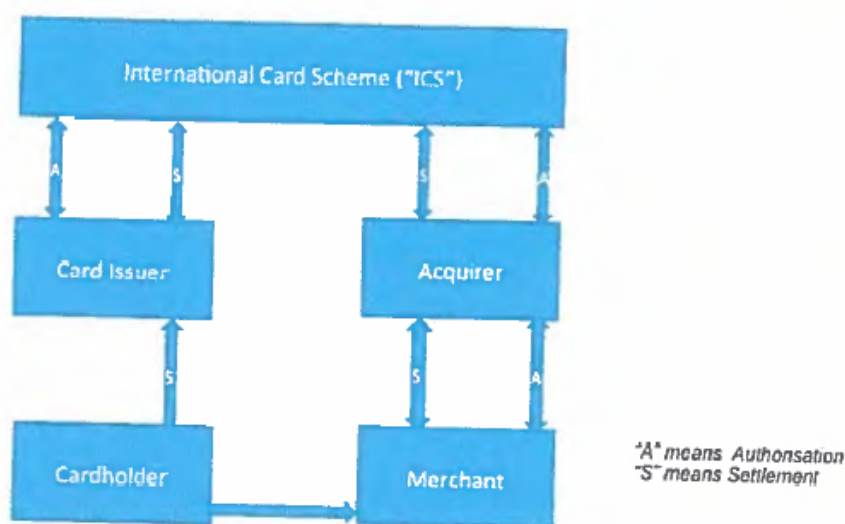 International Card Scheme ("ICS")
A
S
S
A
Card Issuer
Acquirer
S
S
A
Cardholder
Merchant
"A" means Authorisation
"S" means Settlement